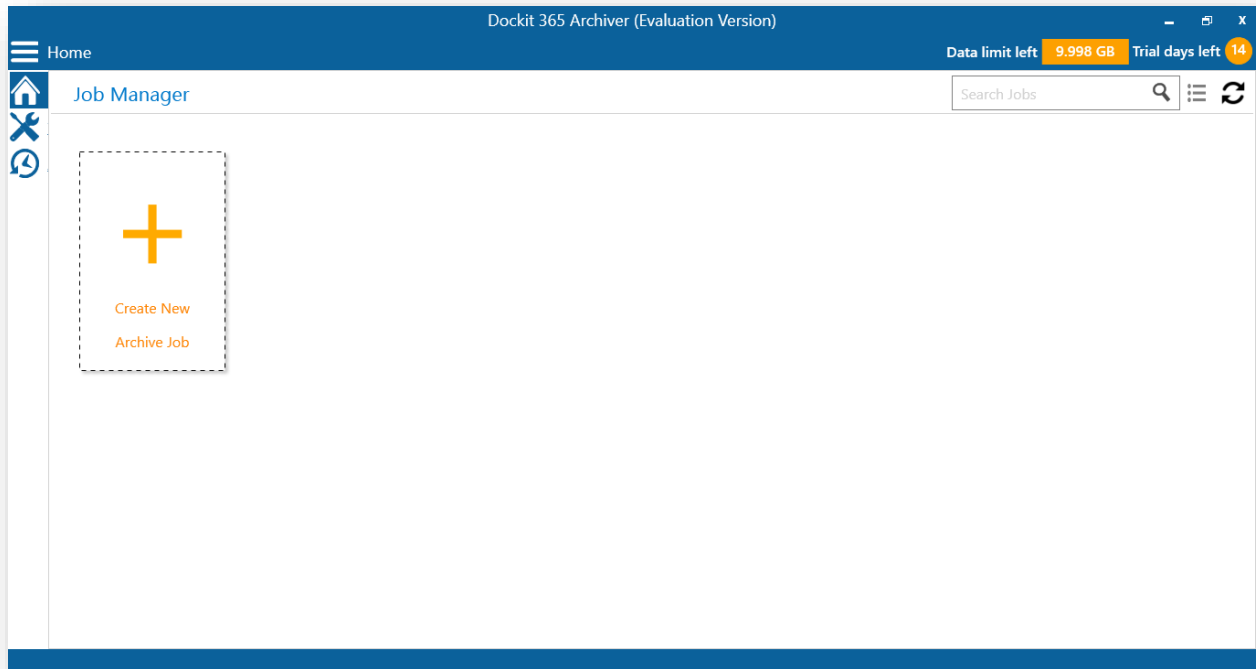 Dockit 365 Archiver (Evaluation Version)
Home
Data limit left 9.998 GB Trial days left 14
Job Manager
Search Jobs
Create New
Archive Job